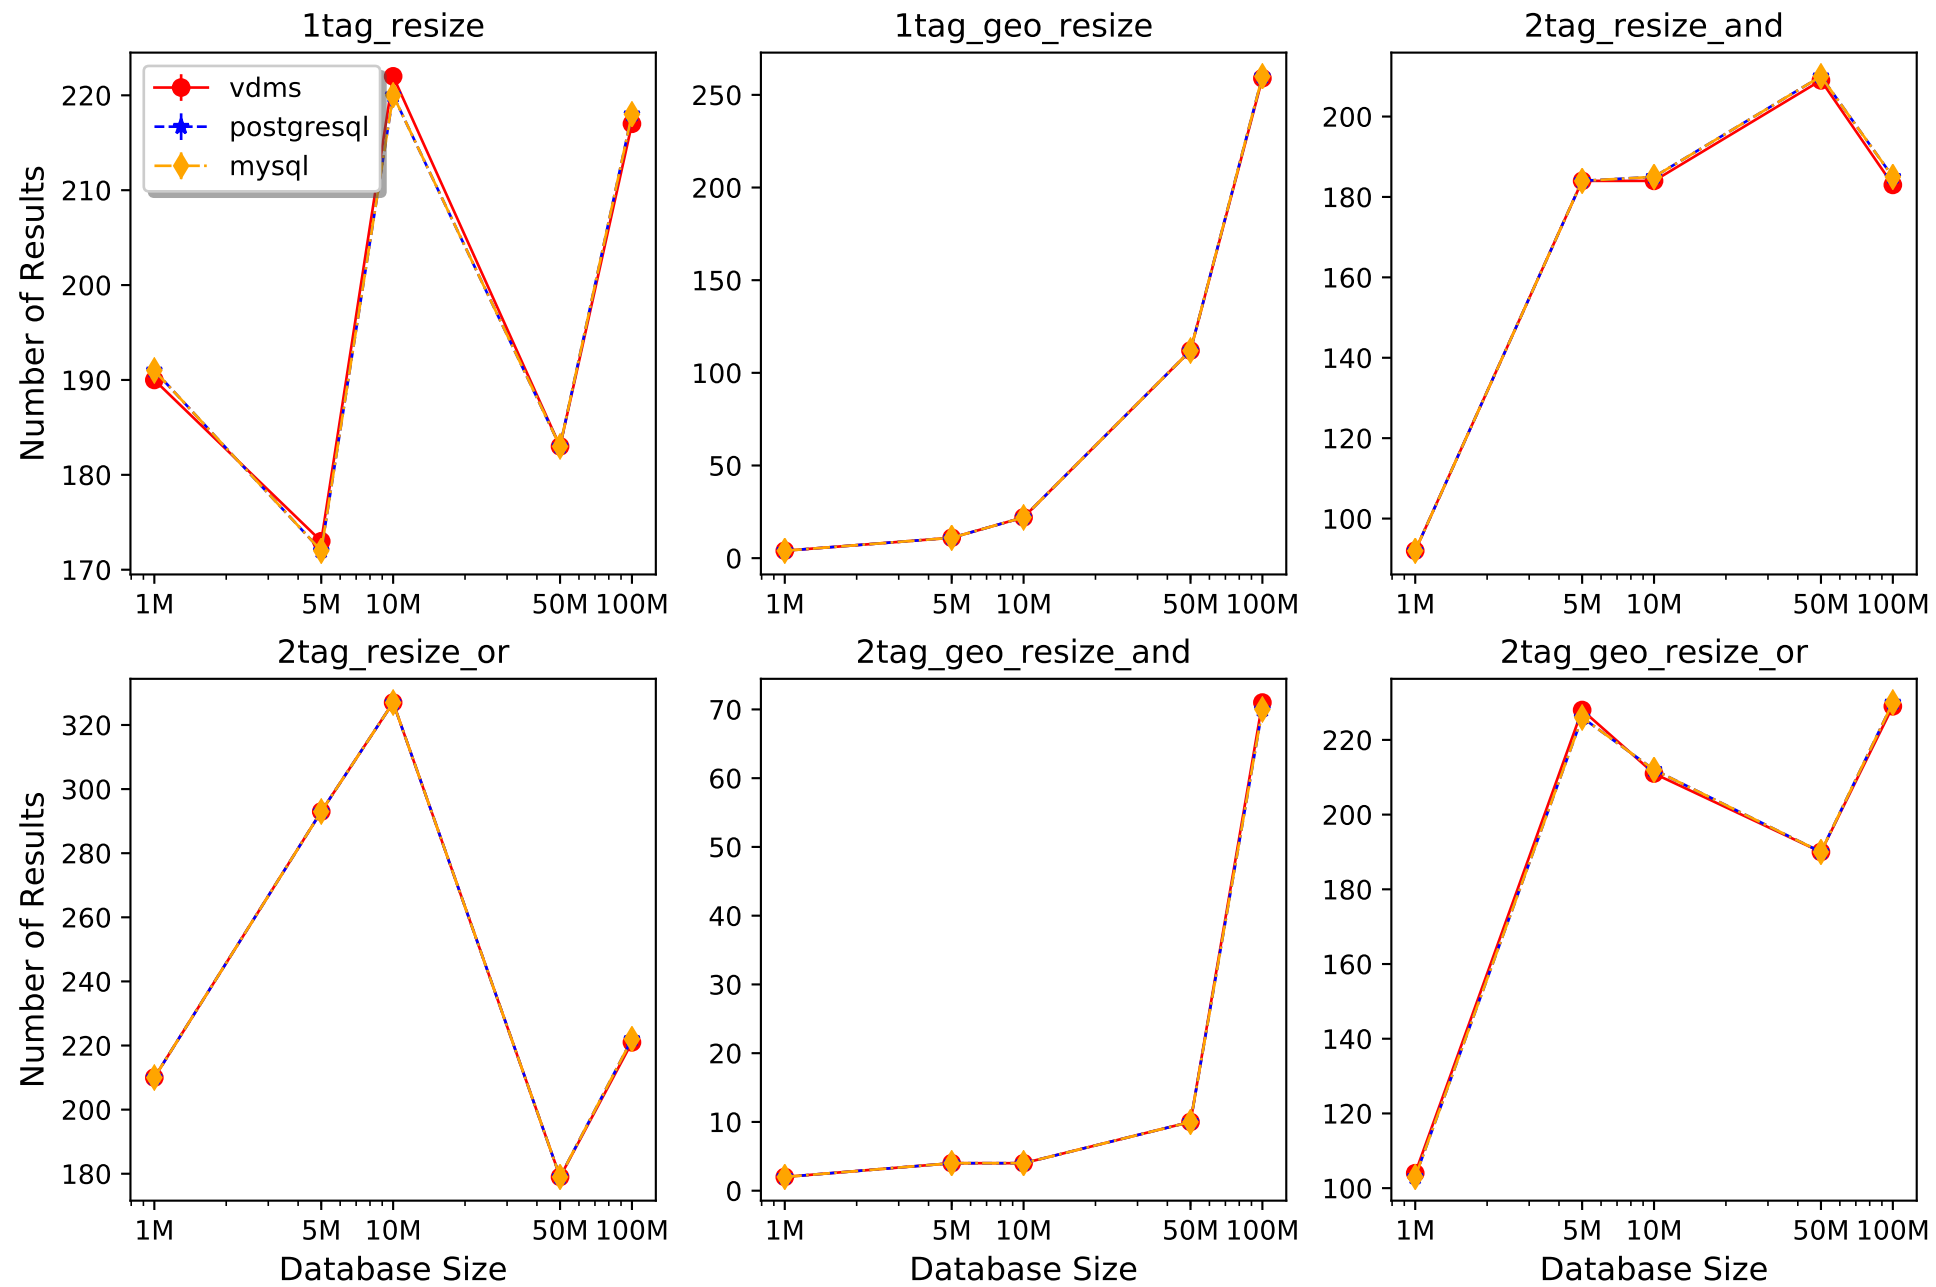 1tag_resize
1tag_geo_resize
2tag_resize_and
vdms
postgresql
mysql
Number of Results
220
210
200
190
180
170
1M 5M 10M 50M 100M
250
200
150
100
50
0
1M 5M 10M 50M 100M
200
180
160
140
120
100
1M 5M 10M 50M 100M
2tag_resize_or
2tag_geo_resize_and
2tag_geo_resize_or
Number of Results
320
300
280
260
240
220
200
180
1M 5M 10M 50M 100M
Database Size
70
60
50
40
30
20
10
0
1M 5M 10M 50M 100M
Database Size
220
200
180
160
140
120
100
1M 5M 10M 50M 100M
Database Size